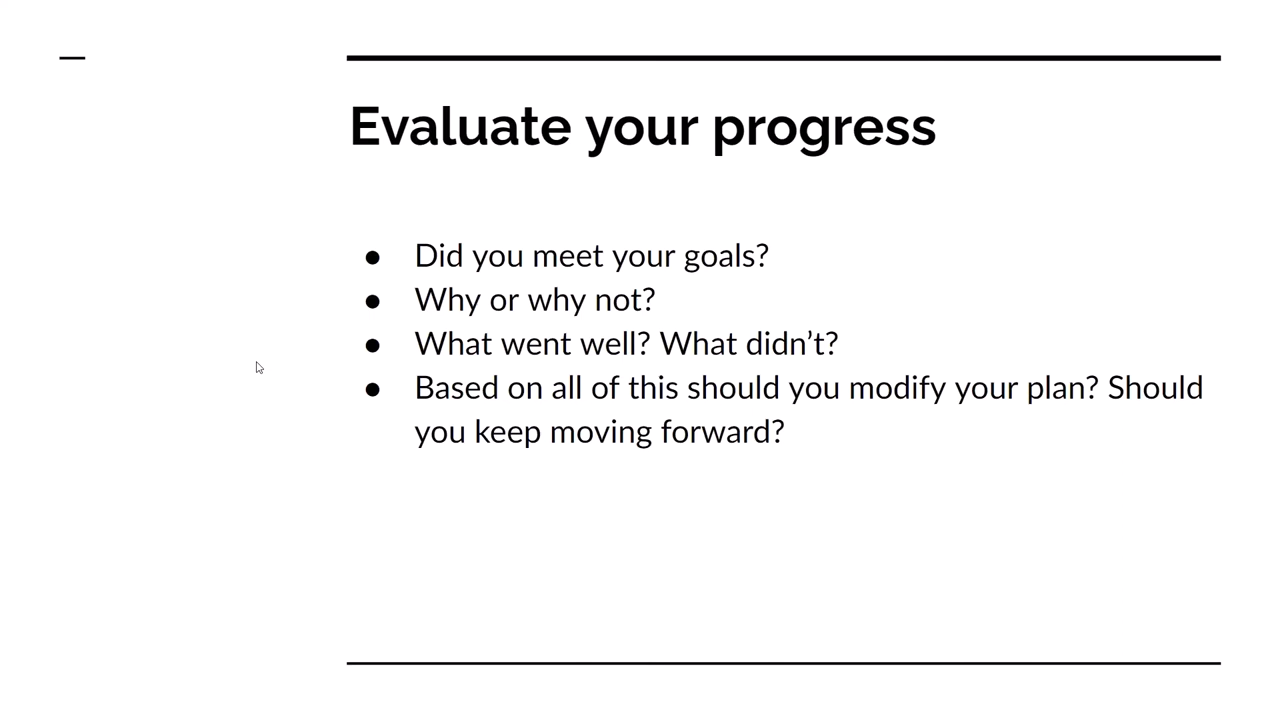 Evaluate your progress
● Did you meet your goals?
● Why or why not?
● What went well? What didn’t?
● Based on all of this should you modify your plan? Should
you keep moving forward?